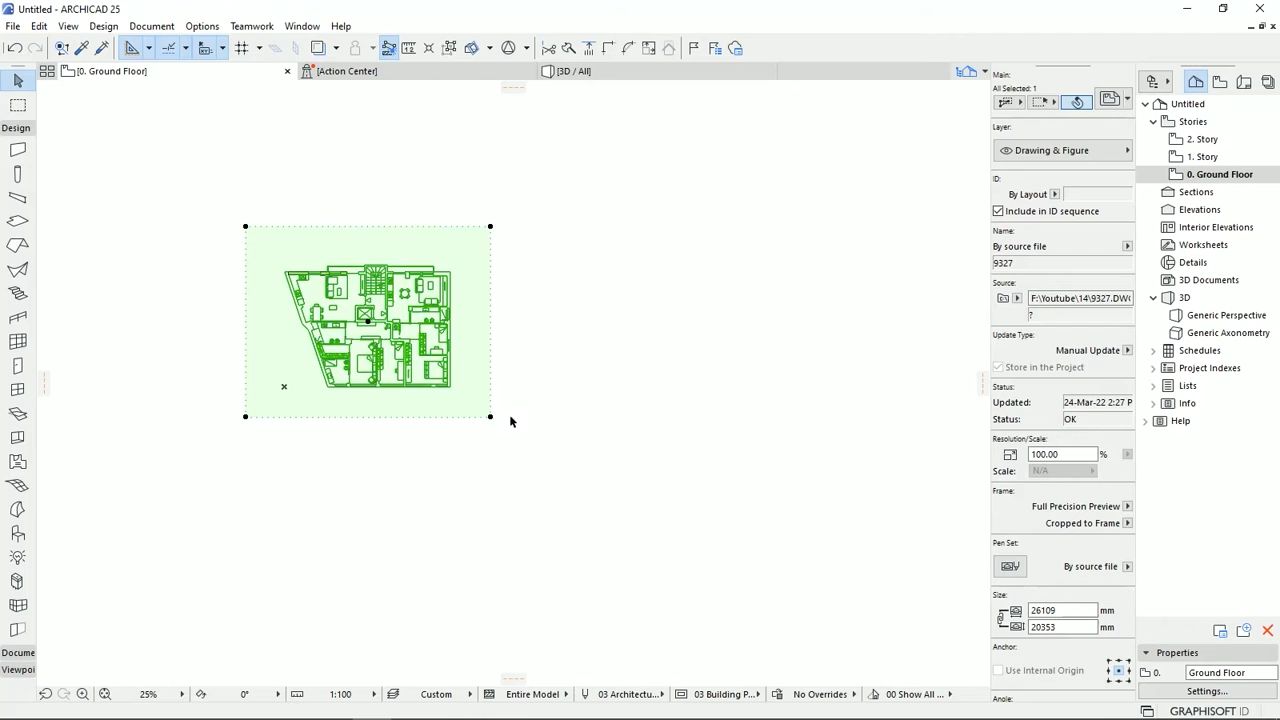 Untitled - ARCHICAD 25
File Edit View Design Document Options Teamwork Window Help
[0. Ground Floor]
[Action Center]
[3D / All]
Design
Docume
Viewpoi
Main:
All Selected: 1
Layer:
Drawing & Figure
ID:
By Layout
Include in ID sequence
Name:
By source file
9327
Source:
F:\Youtube\14\9327.DW
?
Update Type:
Manual Update
Store in the Project
Status:
Updated: 24-Mar-22 2:27 P
Status: OK
Resolution/Scale:
100.00 %
Scale: N/A
Frame:
Full Precision Preview
Cropped to Frame
Pen Set:
By source file
Size:
26109 mm
20353 mm
Anchor:
Use Internal Origin
Angle:
Untitled
Stories
2. Story
1. Story
0. Ground Floor
Sections
Elevations
Interior Elevations
Worksheets
Details
3D Documents
3D
Generic Perspective
Generic Axonometry
Schedules
Project Indexes
Lists
Info
Help
Properties
0. Ground Floor
Settings...
GRAPHISOFT ID
25% 0° 1:100 Custom Entire Model 03 Architectu... 03 Building P... No Overrides 00 Show All ...